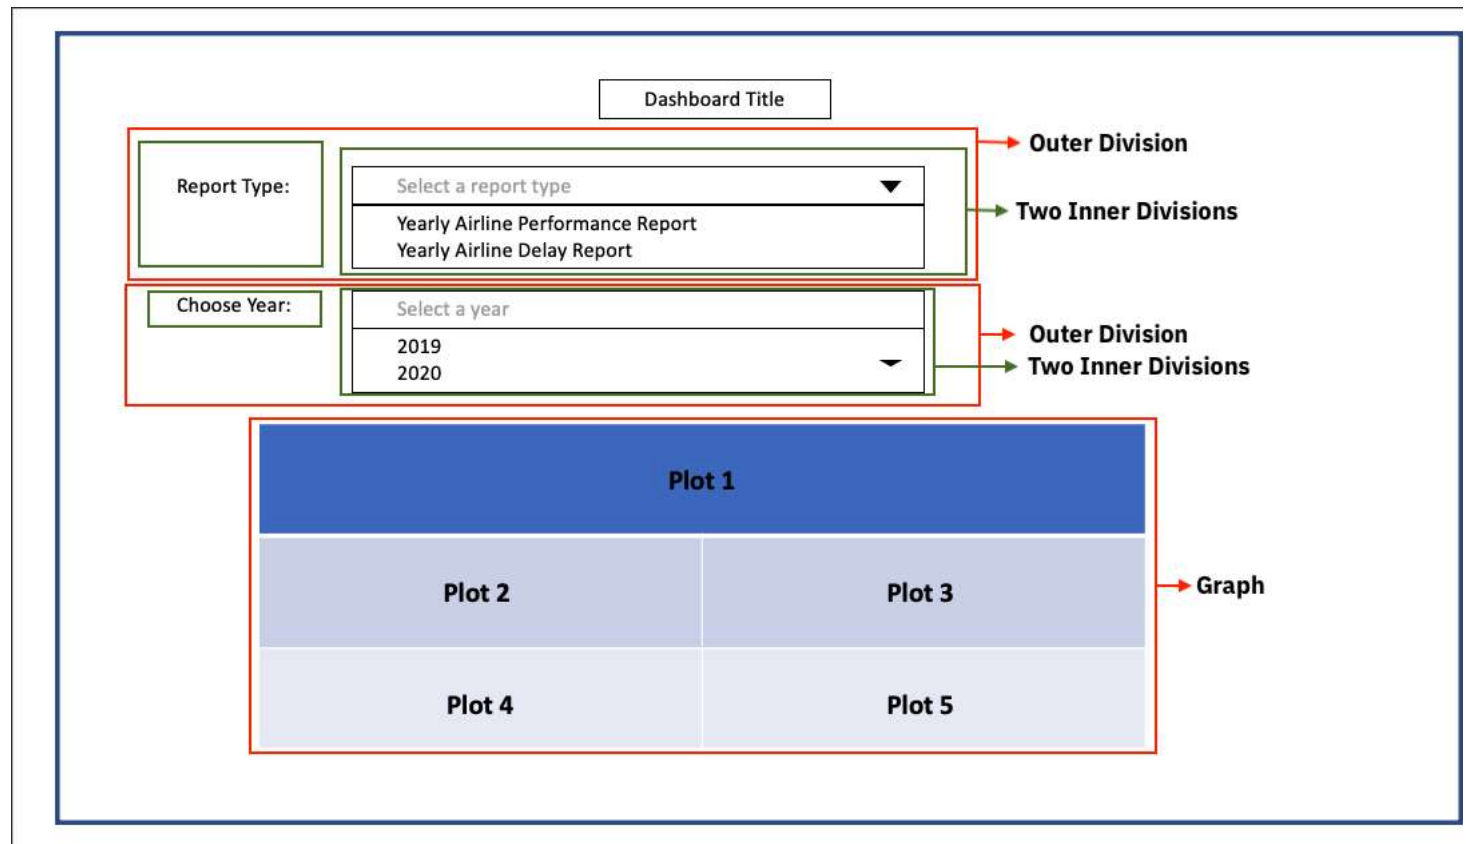 Dashboard Title
Outer Division
Report Type:
Select a report type
Two Inner Divisions
Yearly Airline Performance Report
Yearly Airline Delay Report
Choose Year:
Select a year
Outer Division
2019
2020
Two Inner Divisions
Plot 1
Plot 2
Plot 3
Graph
Plot 4
Plot 5